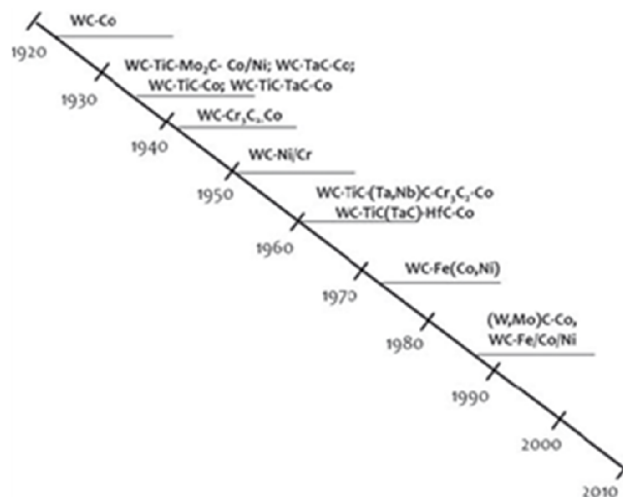 WC-Co
1920
WC-TiC-Mo₂C- Co/Ni; WC-TaC-Co;
WC-TiC-Co; WC-TiC-TaC-Co
1930
WC-Cr₃C₂-Co
1940
WC-Ni/Cr
1950
WC-TiC-(Ta,Nb)C-Cr₃C₂-Co
WC-TiC(TaC)-HfC-Co
1960
WC-Fe(Co,Ni)
1970
(W,Mo)C-Co,
1980
WC-Fe/Co/Ni
1990
2000
2010